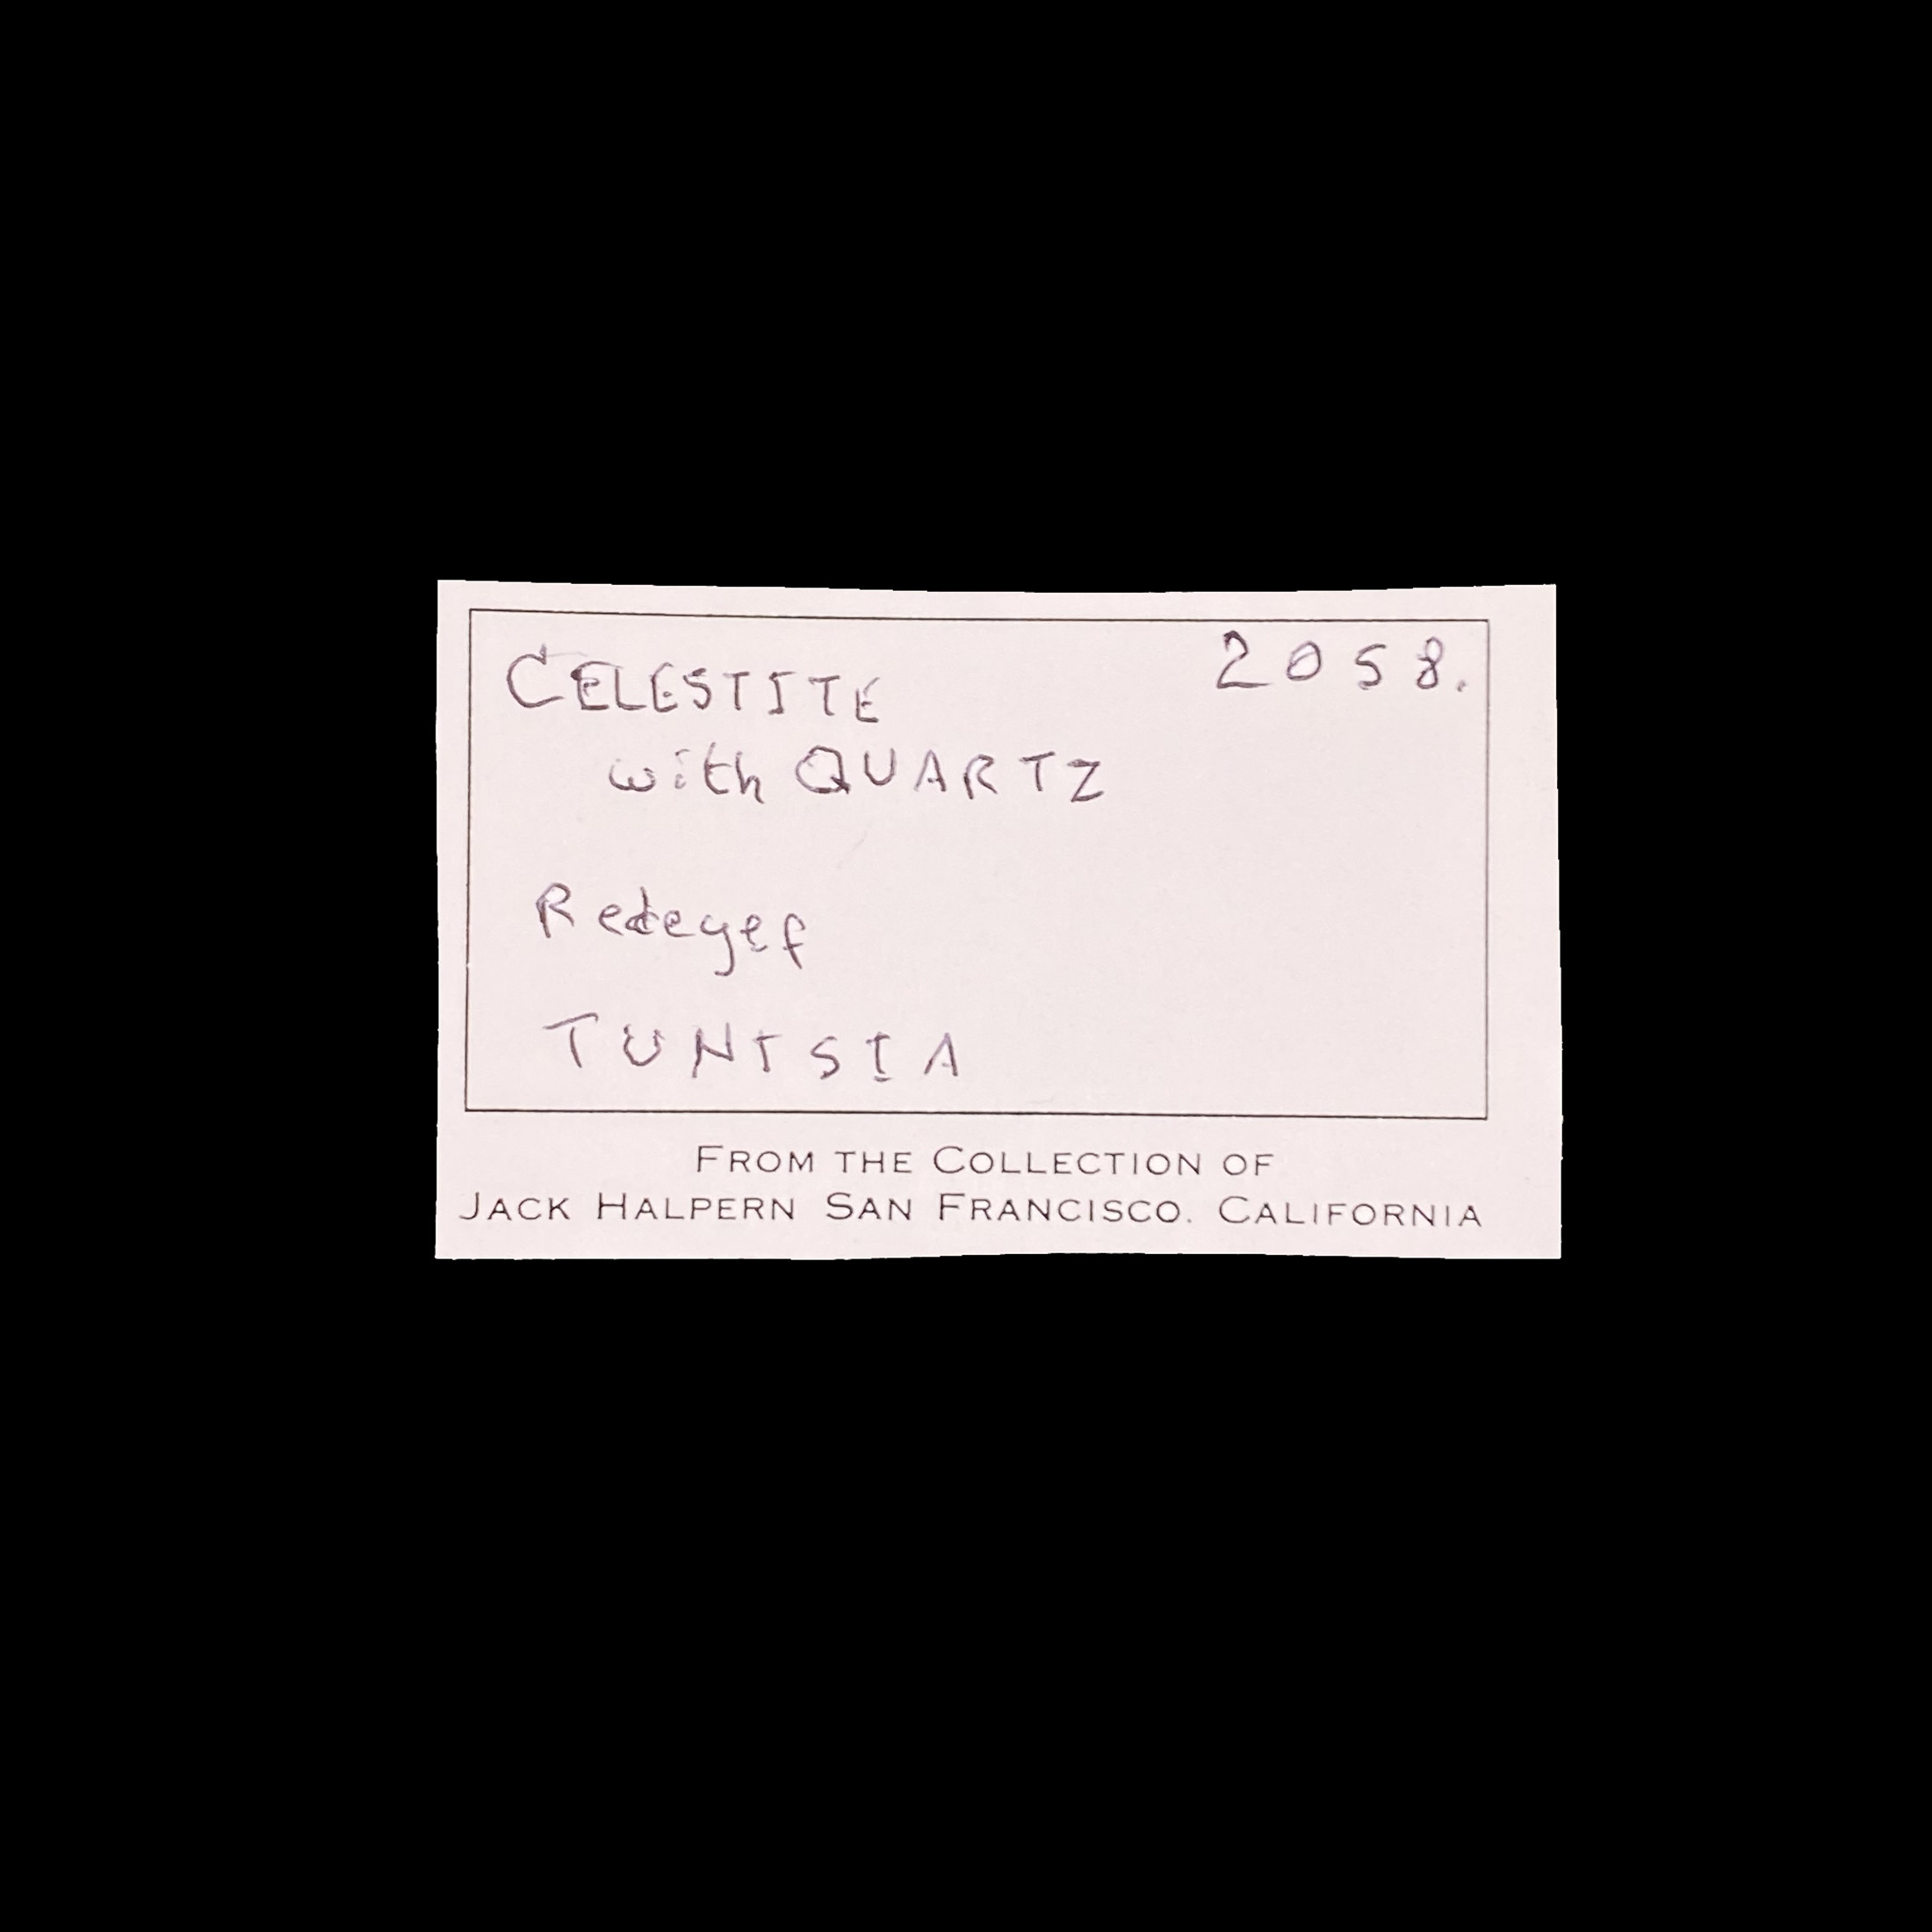 CELESTITE 2058.
with QUARTZ
Redeyef
TUNISIA
FROM THE COLLECTION OF
JACK HALPERN SAN FRANCISCO. CALIFORNIA